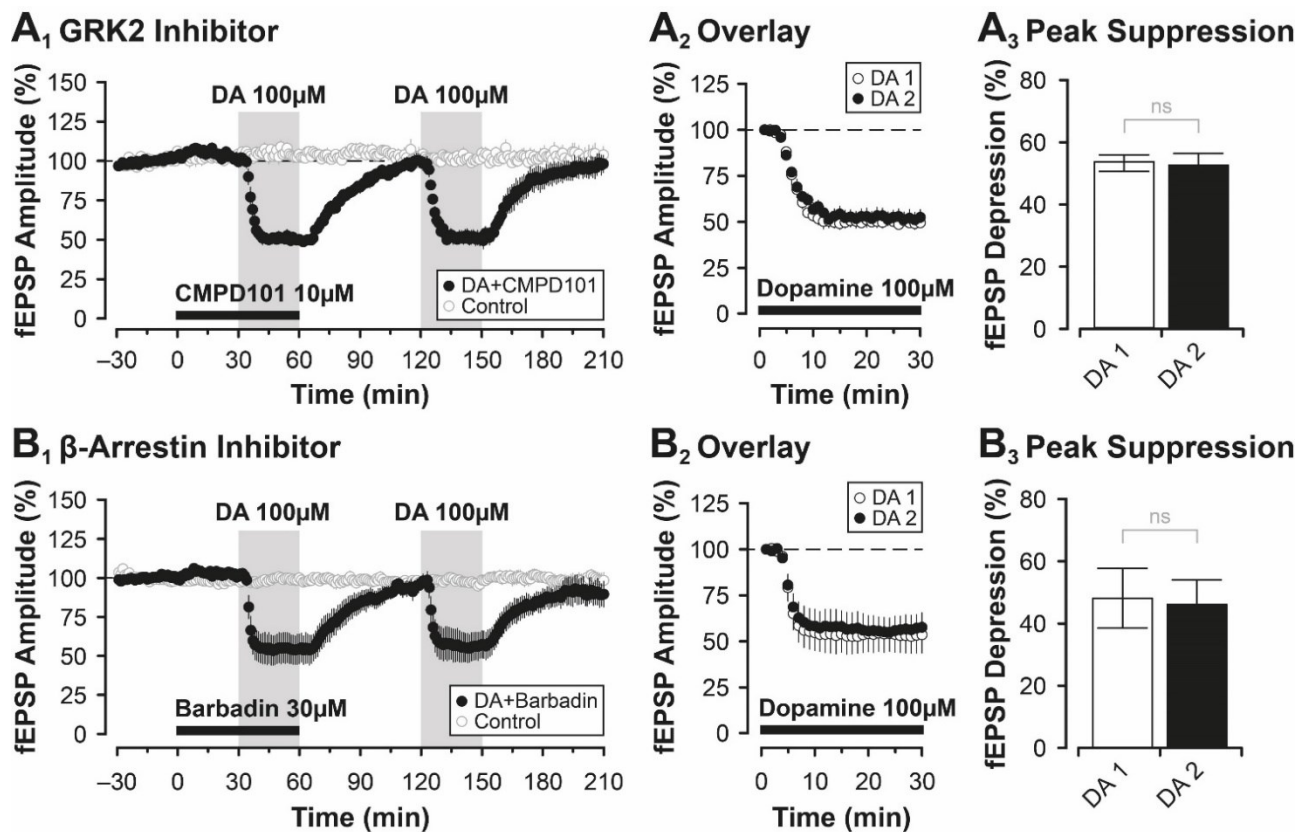 A1 GRK2 Inhibitor
fEPSP Amplitude (%)
150
125
100
75
50
25
0
DA 100µM
DA 100µM
CMPD101 10µM
DA+CMPD101
Control
–30
0
30
60
90
120
150
180
210
Time (min)
A2 Overlay
fEPSP Amplitude (%)
125
100
75
50
25
0
DA 1
DA 2
Dopamine 100µM
0
10
20
30
Time (min)
A3 Peak Suppression
fEPSP Depression (%)
80
60
40
20
0
ns
DA 1
DA 2
B1 β-Arrestin Inhibitor
fEPSP Amplitude (%)
150
125
100
75
50
25
0
DA 100µM
DA 100µM
Barbadin 30µM
DA+Barbadin
Control
–30
0
30
60
90
120
150
180
210
Time (min)
B2 Overlay
fEPSP Amplitude (%)
125
100
75
50
25
0
DA 1
DA 2
Dopamine 100µM
0
10
20
30
Time (min)
B3 Peak Suppression
fEPSP Depression (%)
80
60
40
20
0
ns
DA 1
DA 2